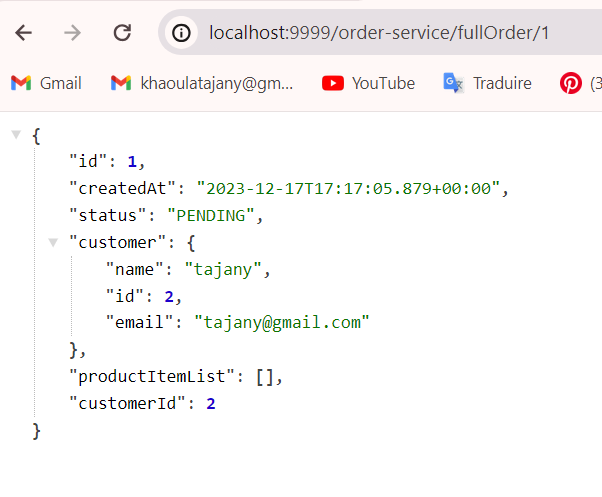 localhost:9999/order-service/fullOrder/1
Gmail khaoulatajany@gm... YouTube Traduire (3
{
"id": 1,
"createdAt": "2023-12-17T17:17:05.879+00:00",
"status": "PENDING",
"customer": {
"name": "tajany",
"id": 2,
"email": "tajany@gmail.com"
},
"productItemList": [],
"customerId": 2
}